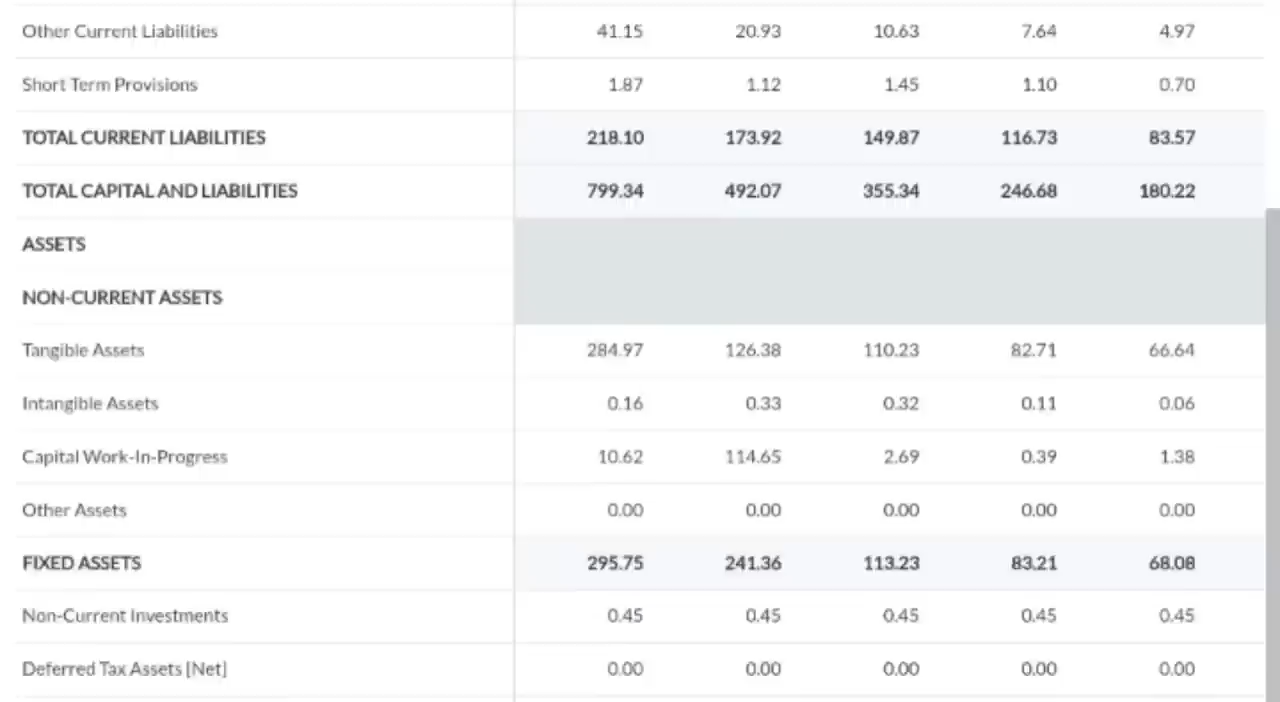 Other Current Liabilities 41.15 20.93 10.63 7.64 4.97
Short Term Provisions 1.87 1.12 1.45 1.10 0.70
TOTAL CURRENT LIABILITIES 218.10 173.92 149.87 116.73 83.57
TOTAL CAPITAL AND LIABILITIES 799.34 492.07 355.34 246.68 180.22
ASSETS
NON-CURRENT ASSETS
Tangible Assets 284.97 126.38 110.23 82.71 66.64
Intangible Assets 0.16 0.33 0.32 0.11 0.06
Capital Work-In-Progress 10.62 114.65 2.69 0.39 1.38
Other Assets 0.00 0.00 0.00 0.00 0.00
FIXED ASSETS 295.75 241.36 113.23 83.21 68.08
Non-Current Investments 0.45 0.45 0.45 0.45 0.45
Deferred Tax Assets [Net] 0.00 0.00 0.00 0.00 0.00